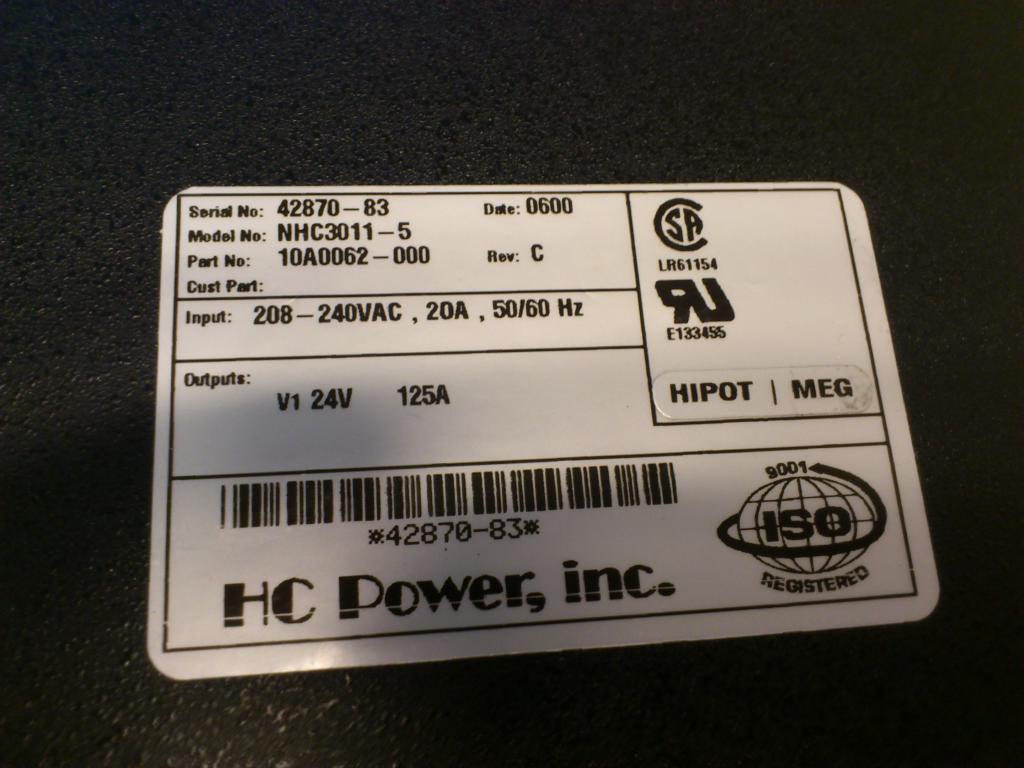 Serial No: 42870-83 Date: 0600
Model No: NHC3011-5
Part No: 10A0062-000 Rev: C
Cust Part:
Input: 208-240VAC , 20A , 50/60 Hz
Outputs:
V1 24V 125A
CSA
LR61154
RU
E133455
HIPOT | MEG
*42870-83*
HC Power, inc.
9001
ISO
REGISTERED